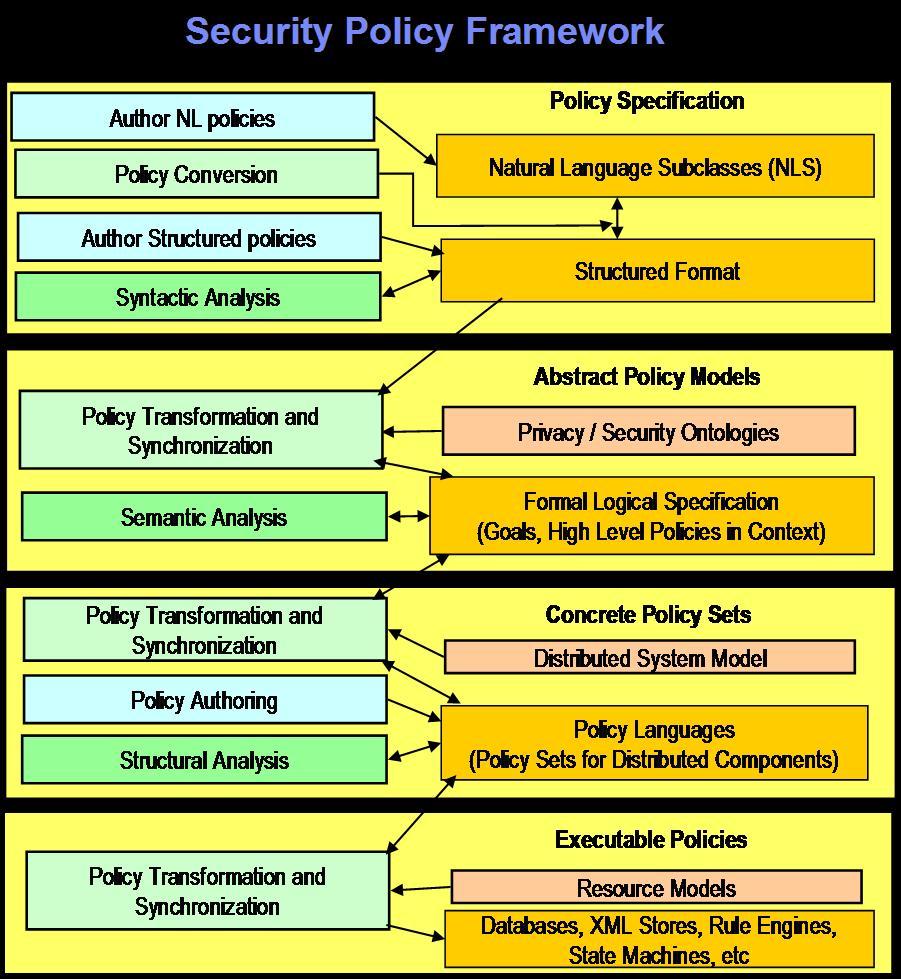 Security Policy Framework
Policy Specification
Author NL policies
Natural Language Subclasses (NLS)
Policy Conversion
Author Structured policies
Structured Format
Syntactic Analysis
Abstract Policy Models
Policy Transformation and
Synchronization
Privacy / Security Ontologies
Formal Logical Specification
(Goals, High Level Policies in Context)
Semantic Analysis
Concrete Policy Sets
Policy Transformation and
Synchronization
Distributed System Model
Policy Authoring
Policy Languages
(Policy Sets for Distributed Components)
Structural Analysis
Executable Policies
Policy Transformation and
Synchronization
Resource Models
Databases, XML Stores, Rule Engines,
State Machines, etc